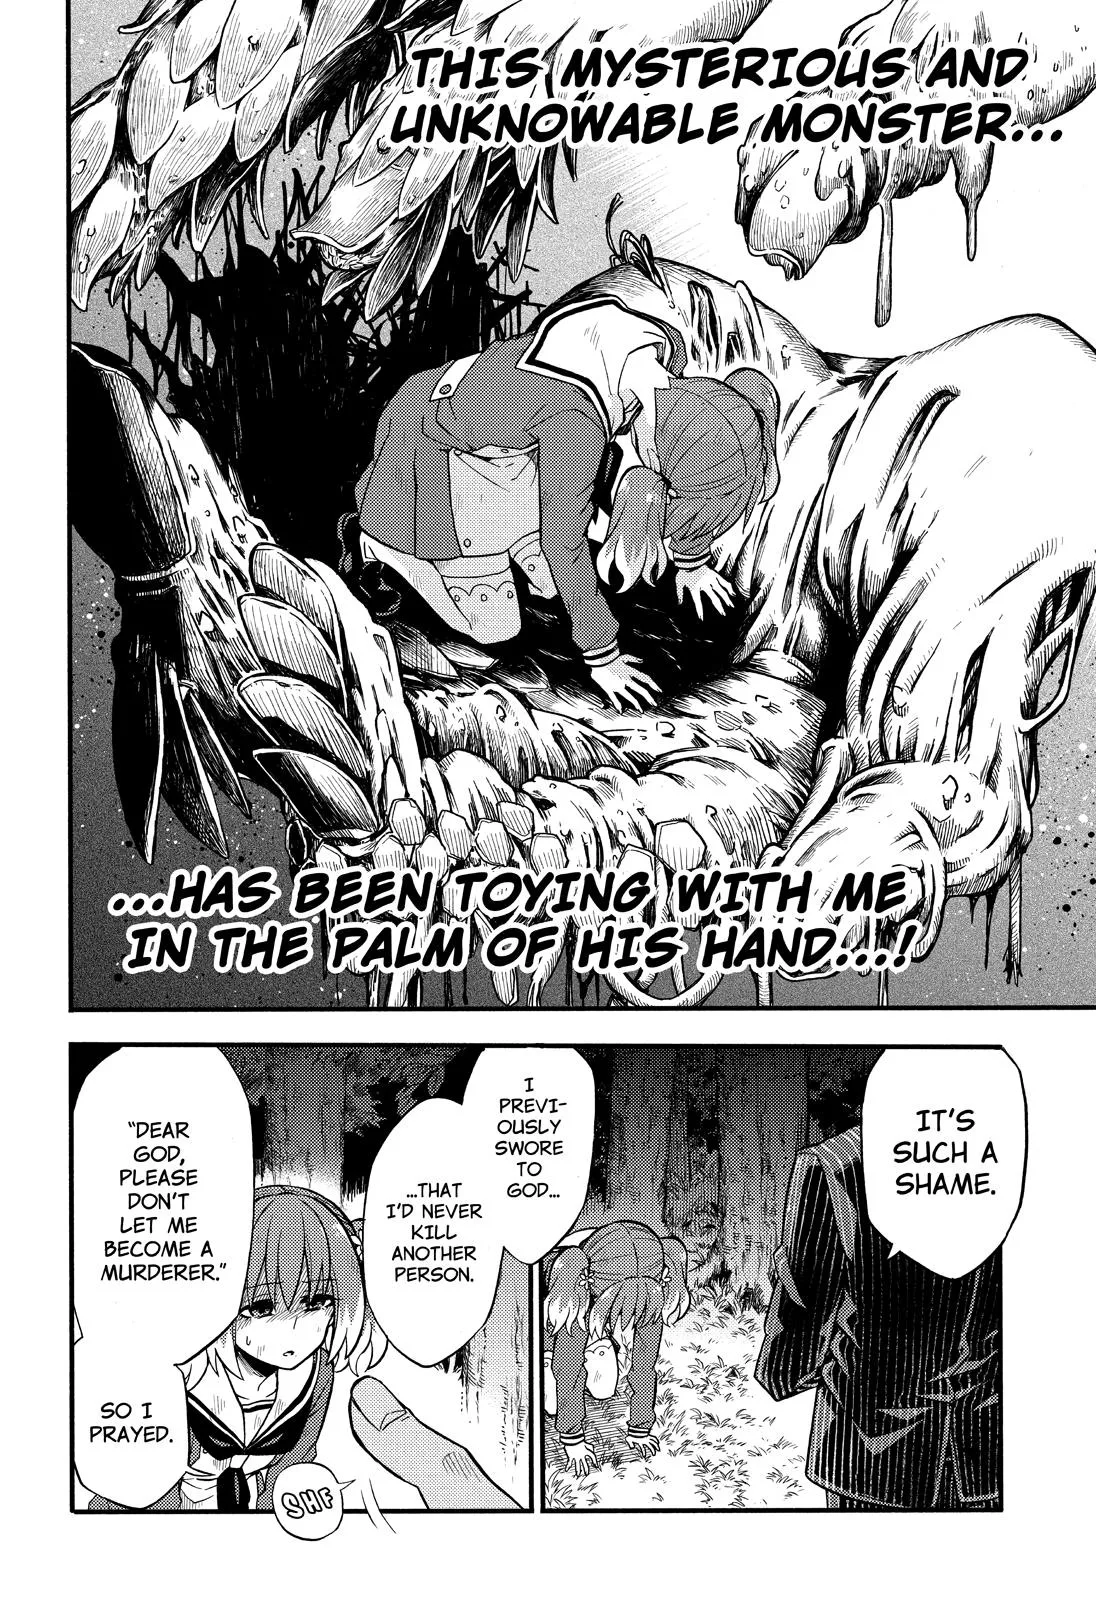 THIS MYSTERIOUS AND
UNKNOWABLE MONSTER...
...HAS BEEN TOYING WITH ME
IN THE PALM OF HIS HAND...!
IT'S
SUCH A
SHAME.
I
PREVI-
OUSLY
SWORE
TO
GOD...
...THAT
I'D NEVER
KILL
ANOTHER
PERSON.
"DEAR
GOD,
PLEASE
DON'T
LET ME
BECOME A
MURDERER."
SO I
PRAYED.
SHF